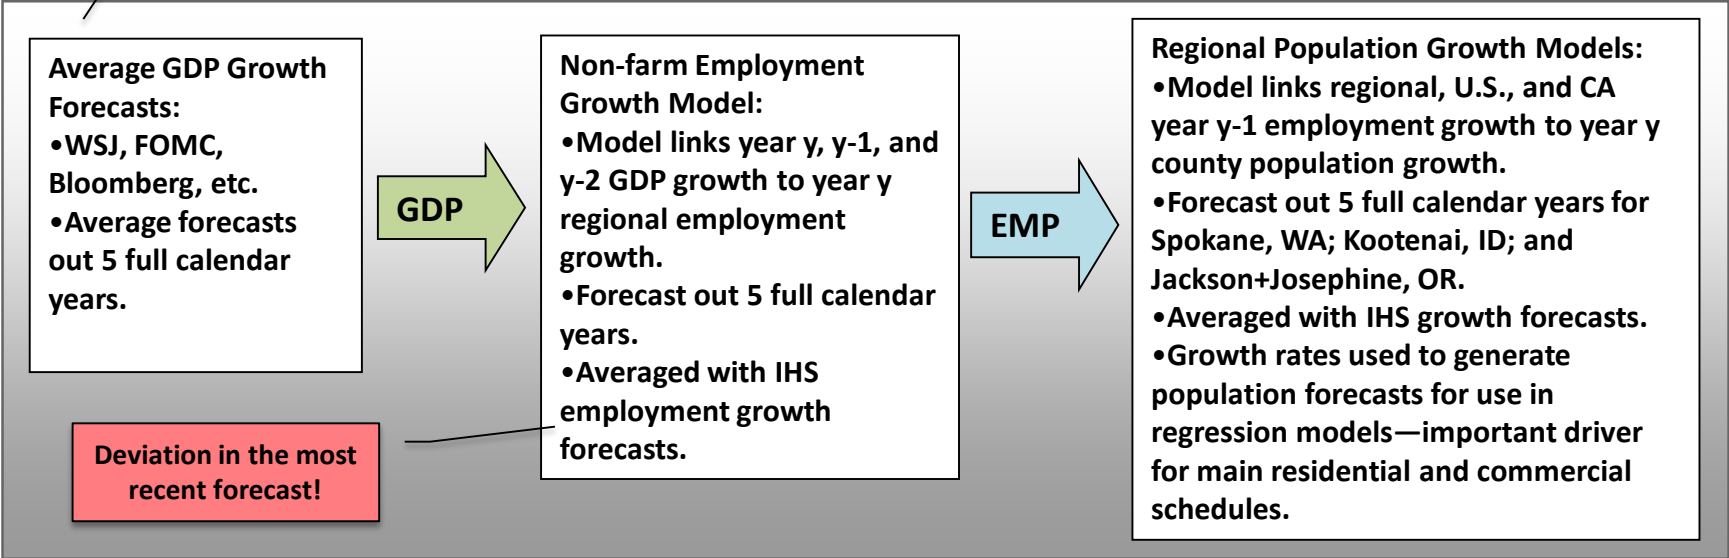 Average GDP Growth
Forecasts:
•WSJ, FOMC,
Bloomberg, etc.
•Average forecasts
out 5 full calendar
years.
GDP
Non-farm Employment
Growth Model:
•Model links year y, y-1, and
y-2 GDP growth to year y
regional employment
growth.
•Forecast out 5 full calendar
years.
•Averaged with IHS
employment growth
forecasts.
Deviation in the most
recent forecast!
EMP
Regional Population Growth Models:
•Model links regional, U.S., and CA
year y-1 employment growth to year y
county population growth.
•Forecast out 5 full calendar years for
Spokane, WA; Kootenai, ID; and
Jackson+Josephine, OR.
•Averaged with IHS growth forecasts.
•Growth rates used to generate
population forecasts for use in
regression models—important driver
for main residential and commercial
schedules.